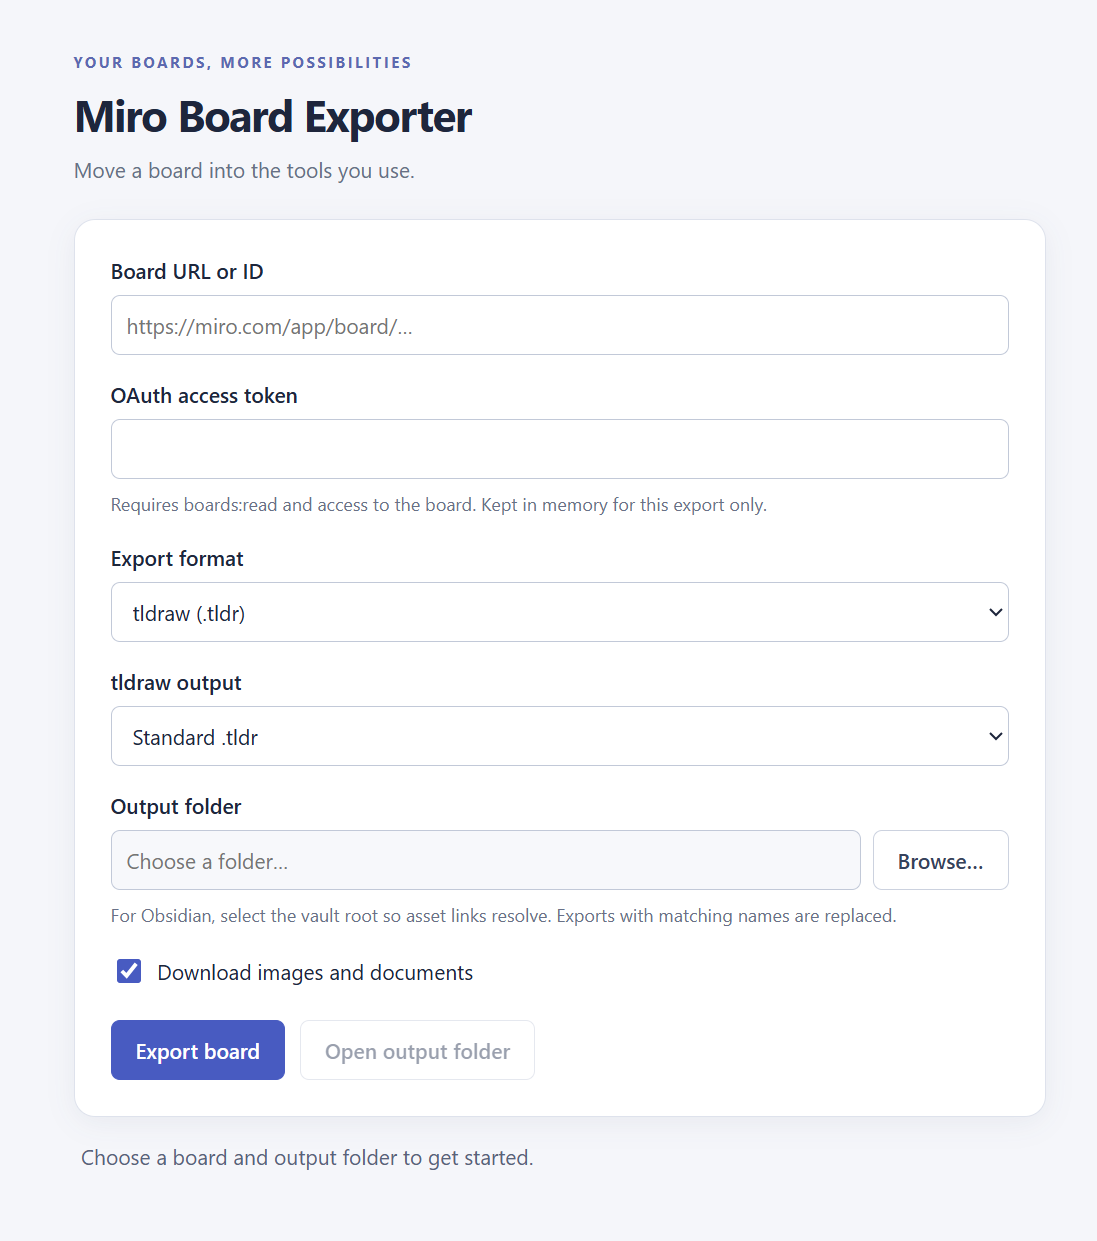 YOUR BOARDS, MORE POSSIBILITIES
Miro Board Exporter
Move a board into the tools you use.
Board URL or ID
https://miro.com/app/board/...
OAuth access token
Requires boards:read and access to the board. Kept in memory for this export only.
Export format
tldraw (.tldr)
tldraw output
Standard .tldr
Output folder
Choose a folder...
Browse...
For Obsidian, select the vault root so asset links resolve. Exports with matching names are replaced.
Download images and documents
Export board
Open output folder
Choose a board and output folder to get started.